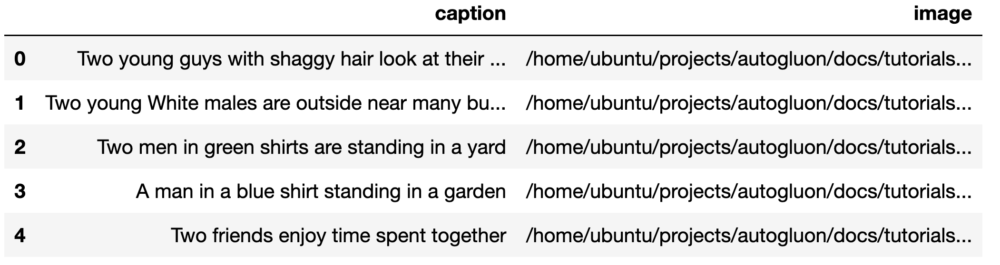 caption image
0 Two young guys with shaggy hair look at their ... /home/ubuntu/projects/autogluon/docs/tutorials...
1 Two young White males are outside near many bu... /home/ubuntu/projects/autogluon/docs/tutorials...
2 Two men in green shirts are standing in a yard /home/ubuntu/projects/autogluon/docs/tutorials...
3 A man in a blue shirt standing in a garden /home/ubuntu/projects/autogluon/docs/tutorials...
4 Two friends enjoy time spent together /home/ubuntu/projects/autogluon/docs/tutorials...